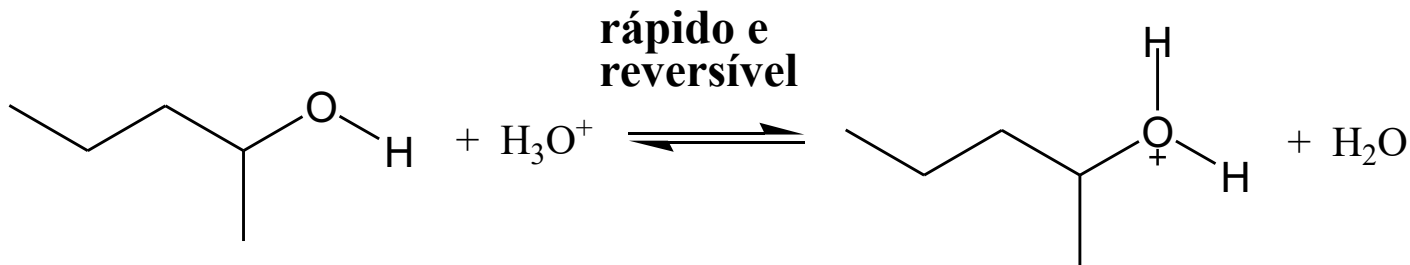 rápido e
reversível
O
H
+ H₃O⁺
H
O
+
H
+ H₂O